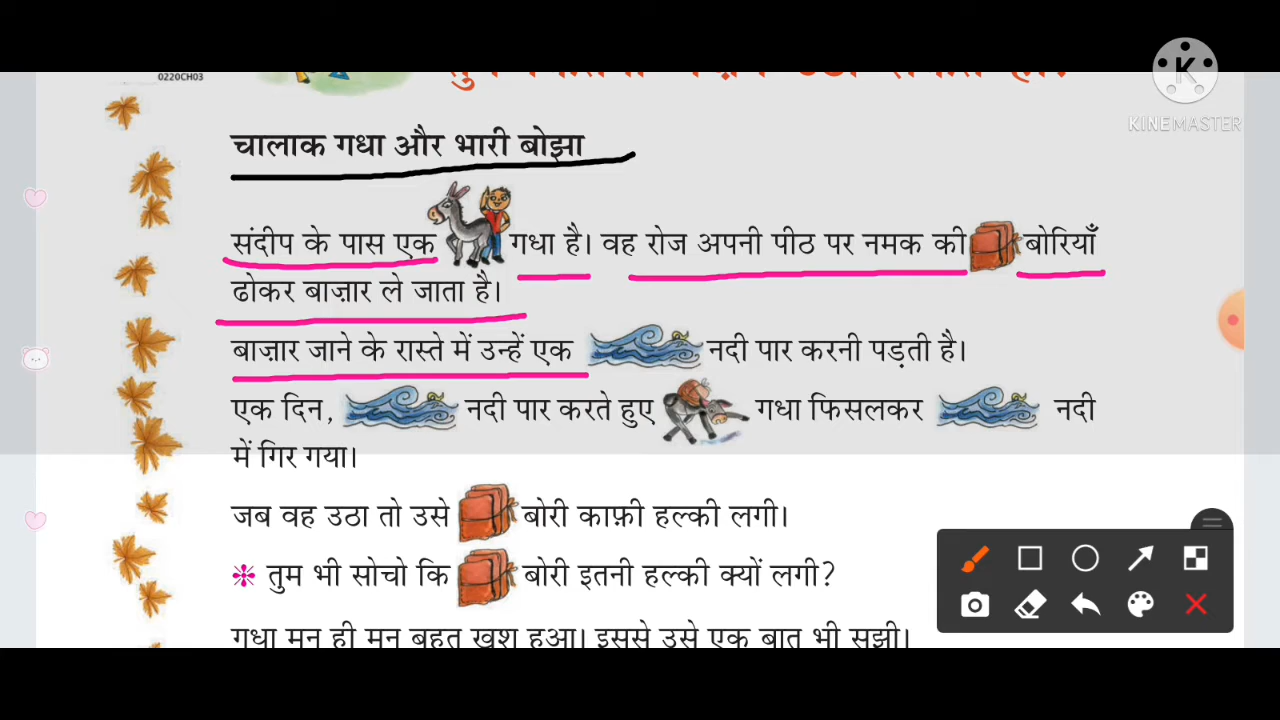 0220CH03
KINEMASTER
चालाक गधा और भारी बोझा
संदीप के पास एक गधा है। वह रोज अपनी पीठ पर नमक की बोरियाँ
ढोकर बाज़ार ले जाता है।
बाज़ार जाने के रास्ते में उन्हें एक नदी पार करनी पड़ती है।
एक दिन, नदी पार करते हुए गधा फिसलकर नदी
में गिर गया।
जब वह उठा तो उसे बोरी काफ़ी हल्की लगी।
तुम भी सोचो कि बोरी इतनी हल्की क्यों लगी?
गधा मन ही मन बहुत खुश हुआ। इससे उसे एक बात भी सूझी।